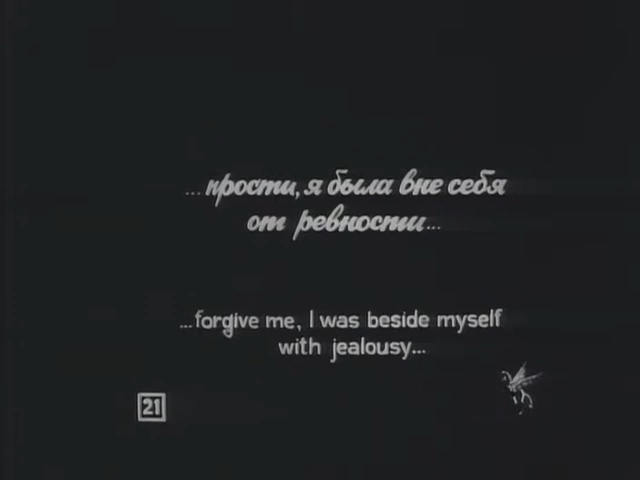 ...прости, я была вне себя
от ревности...
...forgive me, I was beside myself
with jealousy...
21